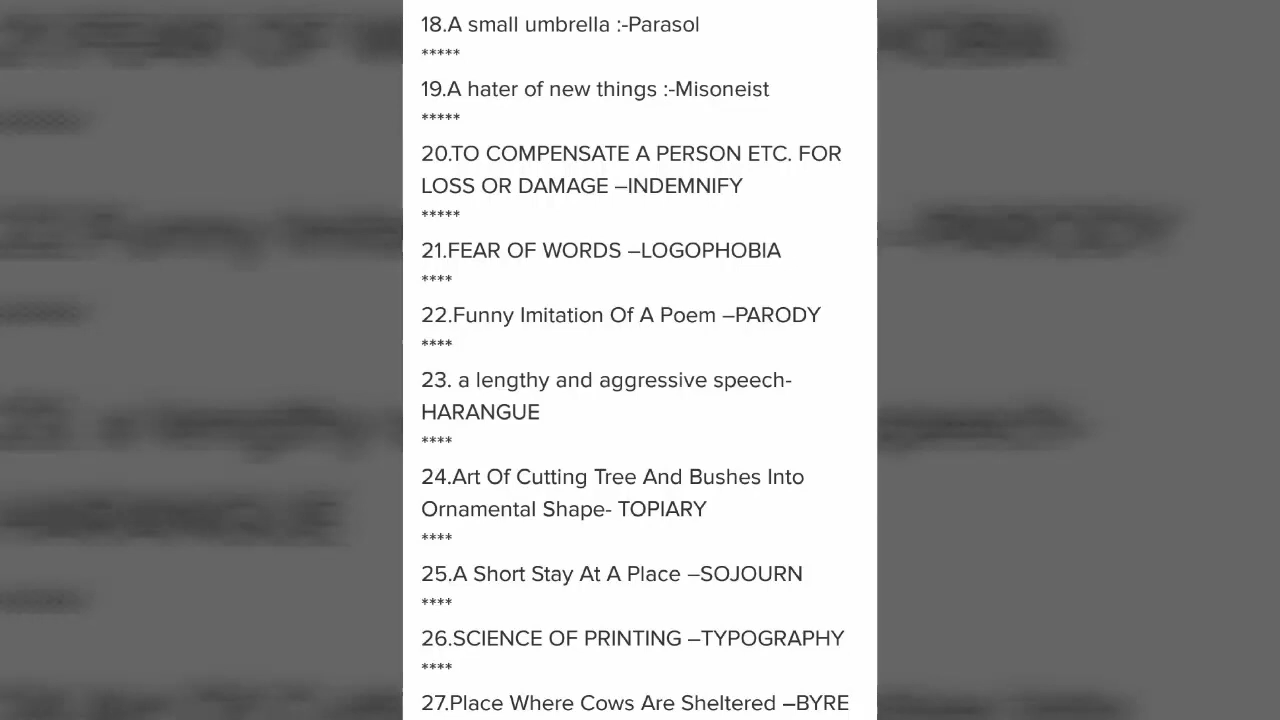 18.A small umbrella :-Parasol
*****
19.A hater of new things :-Misoneist
*****
20.TO COMPENSATE A PERSON ETC. FOR
LOSS OR DAMAGE –INDEMNIFY
*****
21.FEAR OF WORDS –LOGOPHOBIA
****
22.Funny Imitation Of A Poem –PARODY
****
23. a lengthy and aggressive speech-
HARANGUE
****
24.Art Of Cutting Tree And Bushes Into
Ornamental Shape- TOPIARY
****
25.A Short Stay At A Place –SOJOURN
****
26.SCIENCE OF PRINTING –TYPOGRAPHY
****
27.Place Where Cows Are Sheltered –BYRE